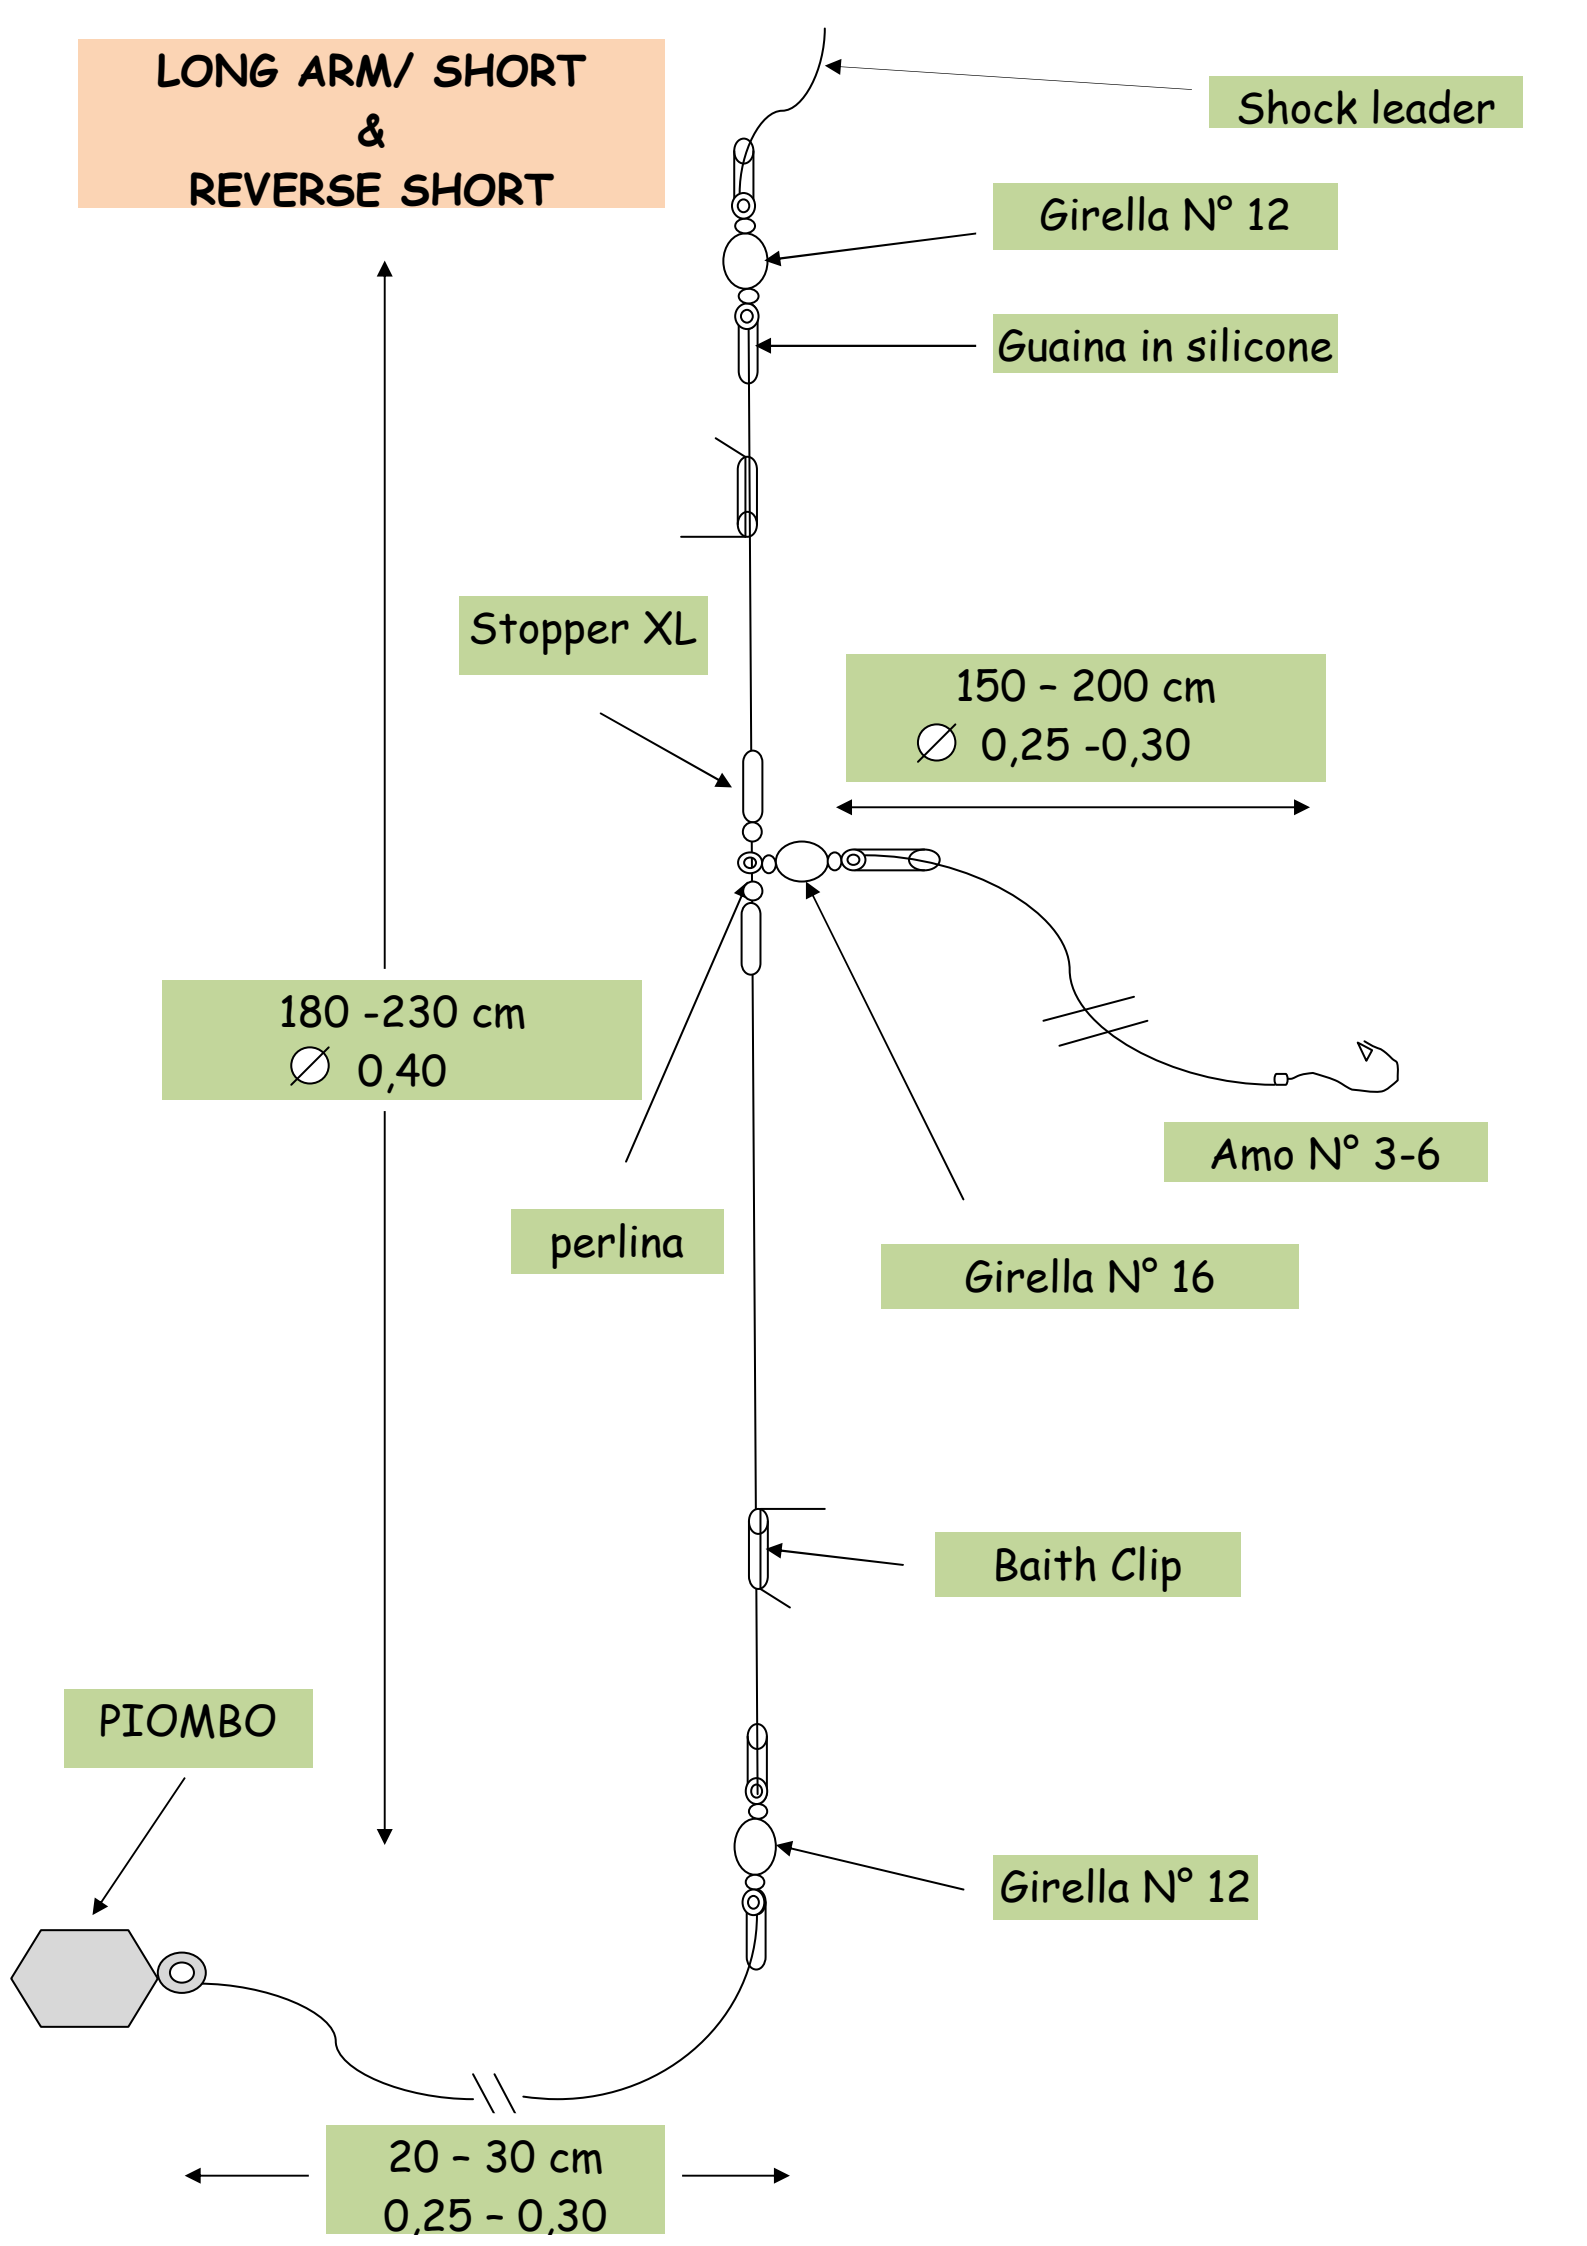 LONG ARM/ SHORT
&
REVERSE SHORT
Shock leader
Girella N° 12
Guaina in silicone
Stopper XL
150 – 200 cm
0,25 -0,30
180 -230 cm
0,40
Amo N° 3-6
perlina
Girella N° 16
Baith Clip
PIOMBO
Girella N° 12
20 – 30 cm
0,25 – 0,30